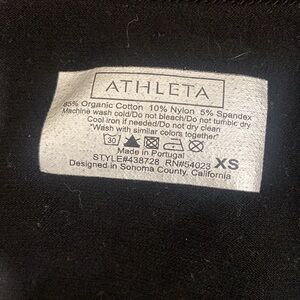 ATHLETA
85% Organic Cotton 10% Nylon 5% Spandex
Machine wash cold/Do not bleach/Do not tumble dry
Cool iron if needed/Do not dry clean
"Wash with similar colors together"
30
Made in Portugal
STYLE#438728 RN#54023 XS
Designed in Sonoma County, California